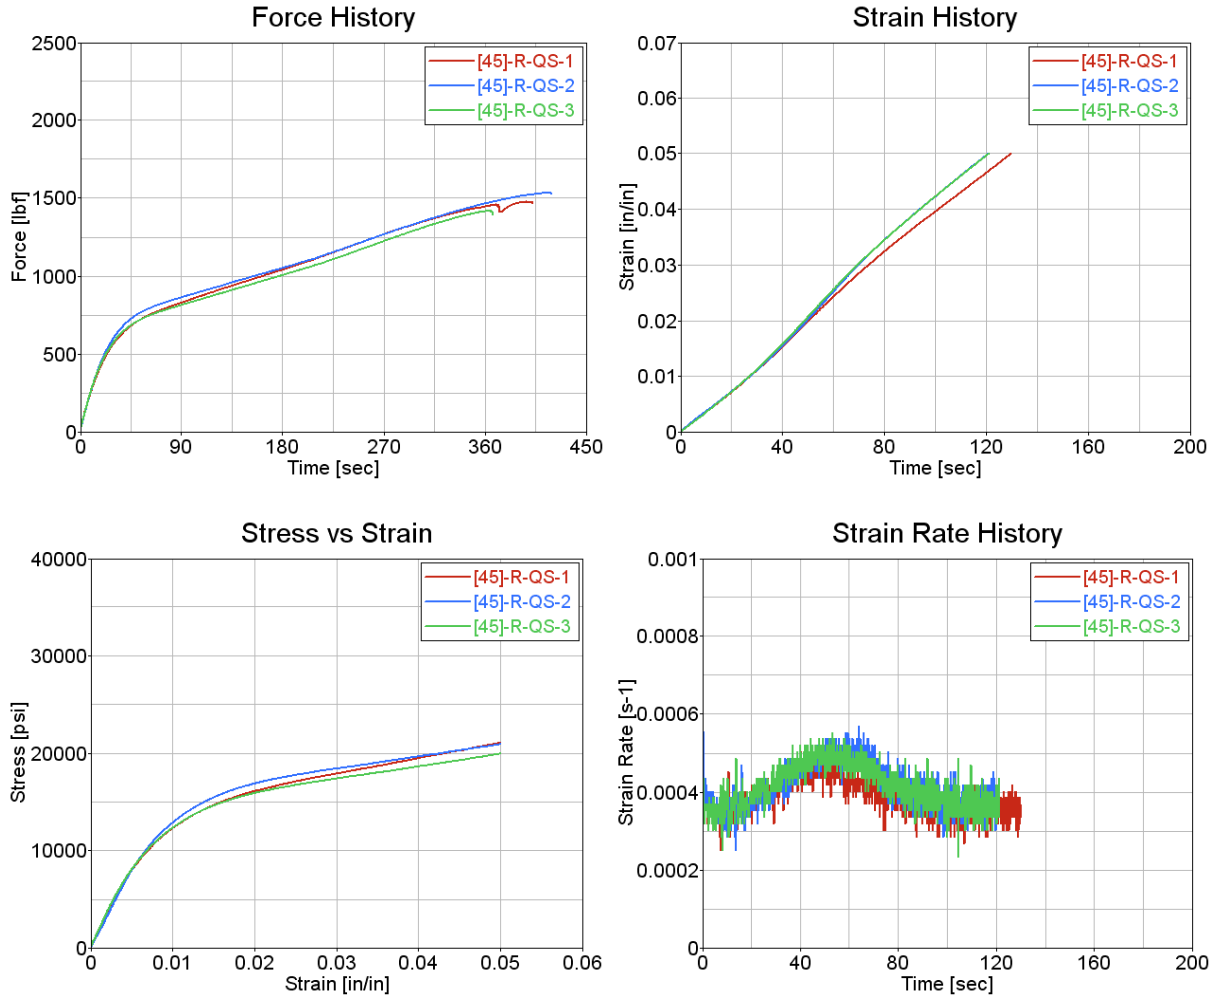 Force History
2500
2000
1500
1000
500
0
Force [lbf]
[45]-R-QS-1
[45]-R-QS-2
[45]-R-QS-3
0 90 180 270 360 450
Time [sec]
Strain History
0.07
0.06
0.05
0.04
0.03
0.02
0.01
0
Strain [in/in]
[45]-R-QS-1
[45]-R-QS-2
[45]-R-QS-3
0 40 80 120 160 200
Time [sec]
Stress vs Strain
40000
30000
20000
10000
0
Stress [psi]
[45]-R-QS-1
[45]-R-QS-2
[45]-R-QS-3
0 0.01 0.02 0.03 0.04 0.05 0.06
Strain [in/in]
Strain Rate History
0.001
0.0008
0.0006
0.0004
0.0002
0
Strain Rate [s-1]
[45]-R-QS-1
[45]-R-QS-2
[45]-R-QS-3
0 40 80 120 160 200
Time [sec]